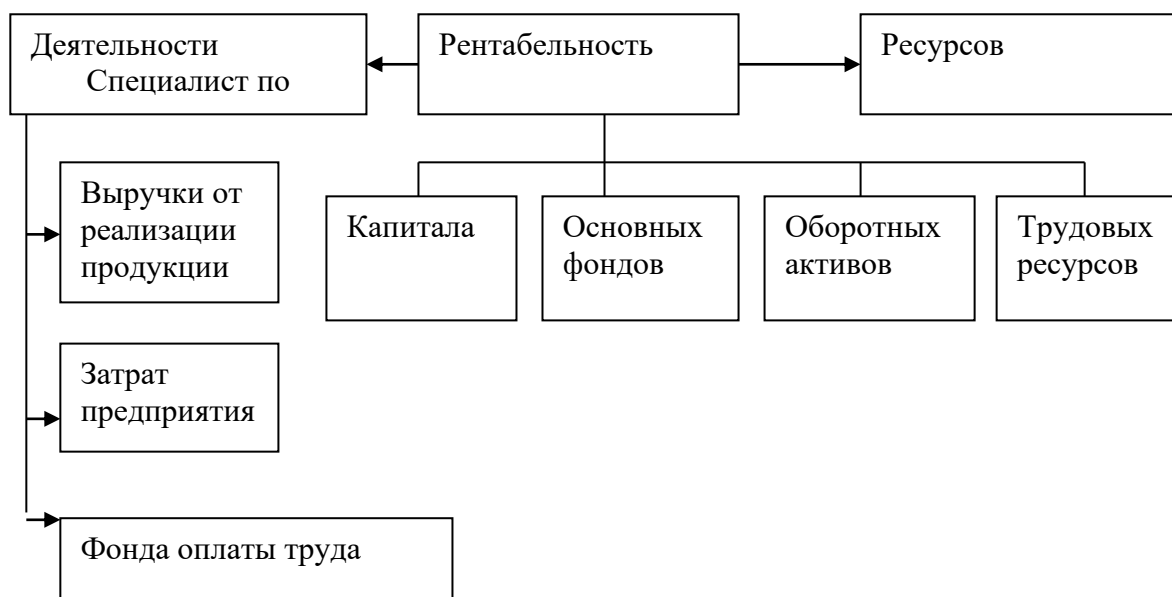 Деятельности
Специалист по
Рентабельность
Ресурсов
Выручки от
реализации
продукции
Капитала
Основных
фондов
Оборотных
активов
Трудовых
ресурсов
Затрат
предприятия
Фонда оплаты труда